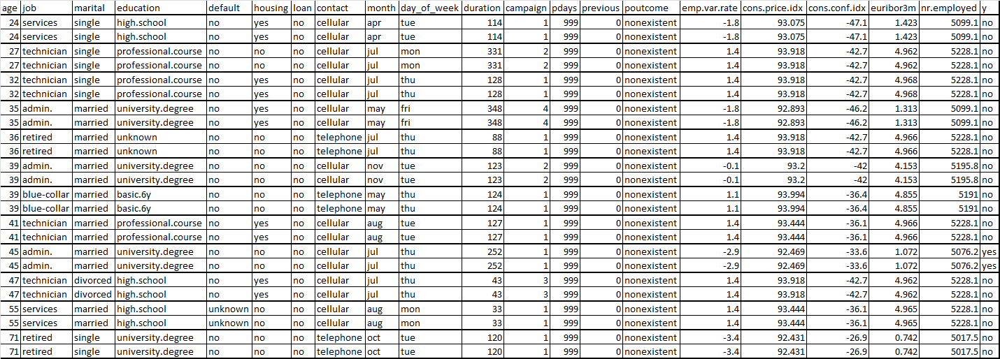 age job marital education default housing loan contact month day_of_week duration campaign pdays previous poutcome emp.var.rate cons.price.idx cons.conf.idx euribor3m nr.employed y
24 services single high.school no yes no cellular apr tue 114 1 999 0 nonexistent -1.8 93.075 -47.1 1.423 5099.1 no
24 services single high.school no yes no cellular apr tue 114 1 999 0 nonexistent -1.8 93.075 -47.1 1.423 5099.1 no
27 technician single professional.course no no no cellular jul mon 331 2 999 0 nonexistent 1.4 93.918 -42.7 4.962 5228.1 no
27 technician single professional.course no no no cellular jul mon 331 2 999 0 nonexistent 1.4 93.918 -42.7 4.962 5228.1 no
32 technician single professional.course no yes no cellular jul thu 128 1 999 0 nonexistent 1.4 93.918 -42.7 4.968 5228.1 no
32 technician single professional.course no yes no cellular jul thu 128 1 999 0 nonexistent 1.4 93.918 -42.7 4.968 5228.1 no
35 admin. married university.degree no yes no cellular may fri 348 4 999 0 nonexistent -1.8 92.893 -46.2 1.313 5099.1 no
35 admin. married university.degree no yes no cellular may fri 348 4 999 0 nonexistent -1.8 92.893 -46.2 1.313 5099.1 no
36 retired married unknown no no no telephone jul thu 88 1 999 0 nonexistent 1.4 93.918 -42.7 4.966 5228.1 no
36 retired married unknown no no no telephone jul thu 88 1 999 0 nonexistent 1.4 93.918 -42.7 4.966 5228.1 no
39 admin. married university.degree no no no cellular nov tue 123 2 999 0 nonexistent -0.1 93.2 -42 4.153 5195.8 no
39 admin. married university.degree no no no cellular nov tue 123 2 999 0 nonexistent -0.1 93.2 -42 4.153 5195.8 no
39 blue-collar married basic.6y no no no telephone may thu 124 1 999 0 nonexistent 1.1 93.994 -36.4 4.855 5191 no
39 blue-collar married basic.6y no no no telephone may thu 124 1 999 0 nonexistent 1.1 93.994 -36.4 4.855 5191 no
41 technician married professional.course no yes no cellular aug tue 127 1 999 0 nonexistent 1.4 93.444 -36.1 4.966 5228.1 no
41 technician married professional.course no yes no cellular aug tue 127 1 999 0 nonexistent 1.4 93.444 -36.1 4.966 5228.1 no
45 admin. married university.degree no no no cellular jul thu 252 1 999 0 nonexistent -2.9 92.469 -33.6 1.072 5076.2 yes
45 admin. married university.degree no no no cellular jul thu 252 1 999 0 nonexistent -2.9 92.469 -33.6 1.072 5076.2 yes
47 technician divorced high.school no yes no cellular jul thu 43 3 999 0 nonexistent 1.4 93.918 -42.7 4.962 5228.1 no
47 technician divorced high.school no yes no cellular jul thu 43 3 999 0 nonexistent 1.4 93.918 -42.7 4.962 5228.1 no
55 services married high.school unknown no no cellular aug mon 33 1 999 0 nonexistent 1.4 93.444 -36.1 4.965 5228.1 no
55 services married high.school unknown no no cellular aug mon 33 1 999 0 nonexistent 1.4 93.444 -36.1 4.965 5228.1 no
71 retired single university.degree no no no telephone oct tue 120 1 999 0 nonexistent -3.4 92.431 -26.9 0.742 5017.5 no
71 retired single university.degree no no no telephone oct tue 120 1 999 0 nonexistent -3.4 92.431 -26.9 0.742 5017.5 no